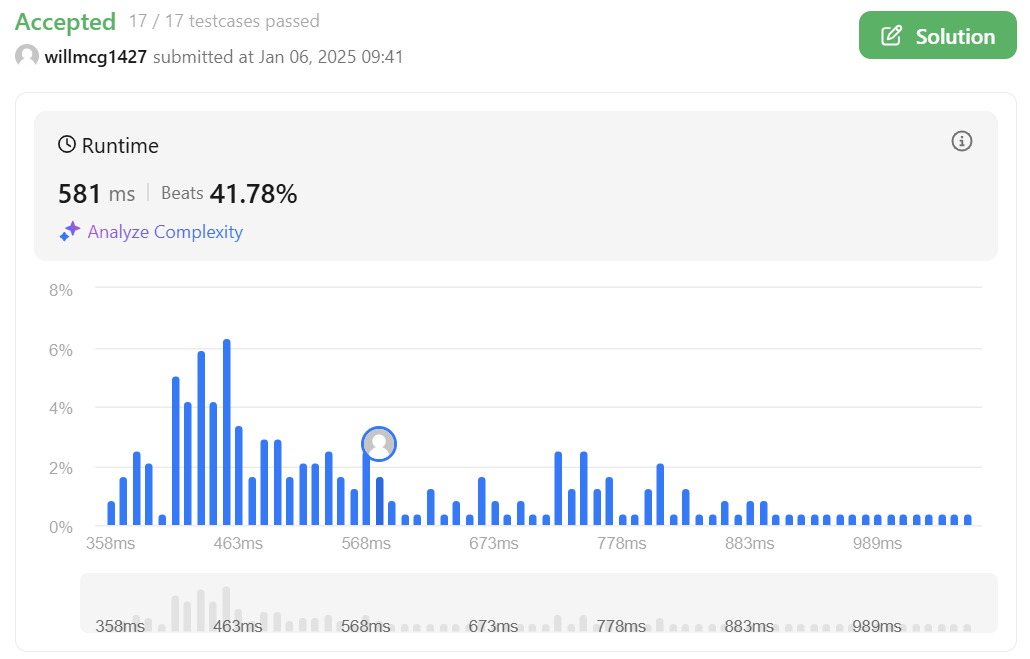 Accepted 17 / 17 testcases passed
Solution
willmcg1427 submitted at Jan 06, 2025 09:41
Runtime
581 ms Beats 41.78%
Analyze Complexity
8%
6%
4%
2%
0%
358ms 463ms 568ms 673ms 778ms 883ms 989ms
358ms 463ms 568ms 673ms 778ms 883ms 989ms